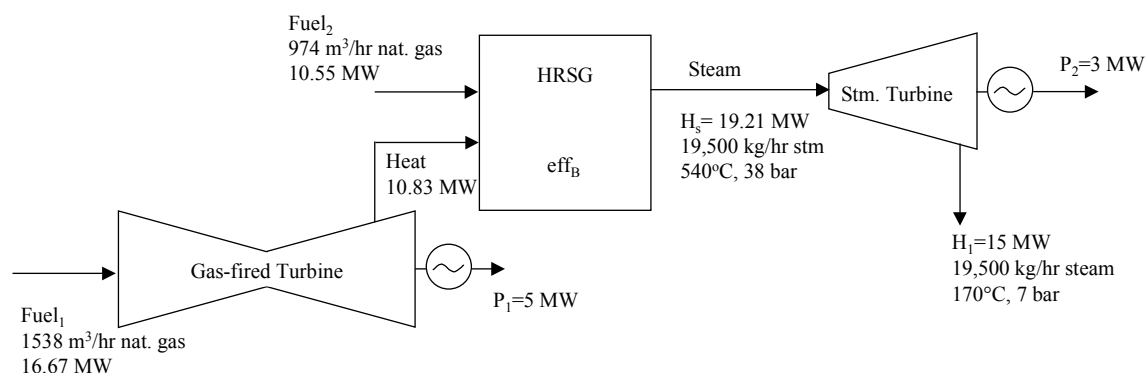 Fuel₂
974 m³/hr nat. gas
10.55 MW
HRSG
eff_B
Heat
10.83 MW
Steam
H_s= 19.21 MW
19,500 kg/hr stm
540°C, 38 bar
Stm. Turbine
P₂=3 MW
H₁=15 MW
19,500 kg/hr steam
170°C, 7 bar
Gas-fired Turbine
P₁=5 MW
Fuel₁
1538 m³/hr nat. gas
16.67 MW